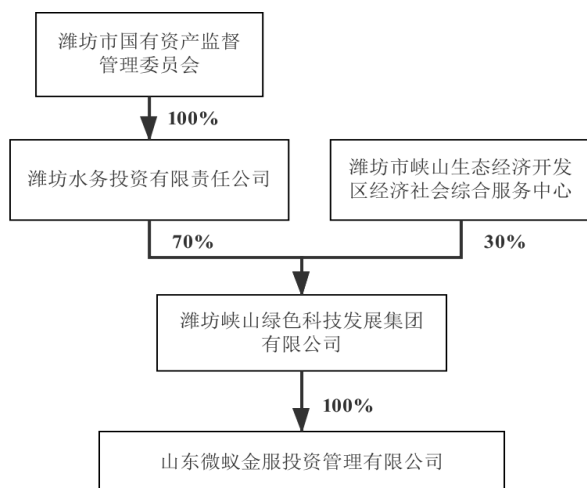 潍坊市国有资产监督
管理委员会
100%
潍坊水务投资有限责任公司
潍坊市峡山生态经济开发
区经济社会综合服务中心
70%
30%
潍坊峡山绿色科技发展集团
有限公司
100%
山东微蚁金服投资管理有限公司